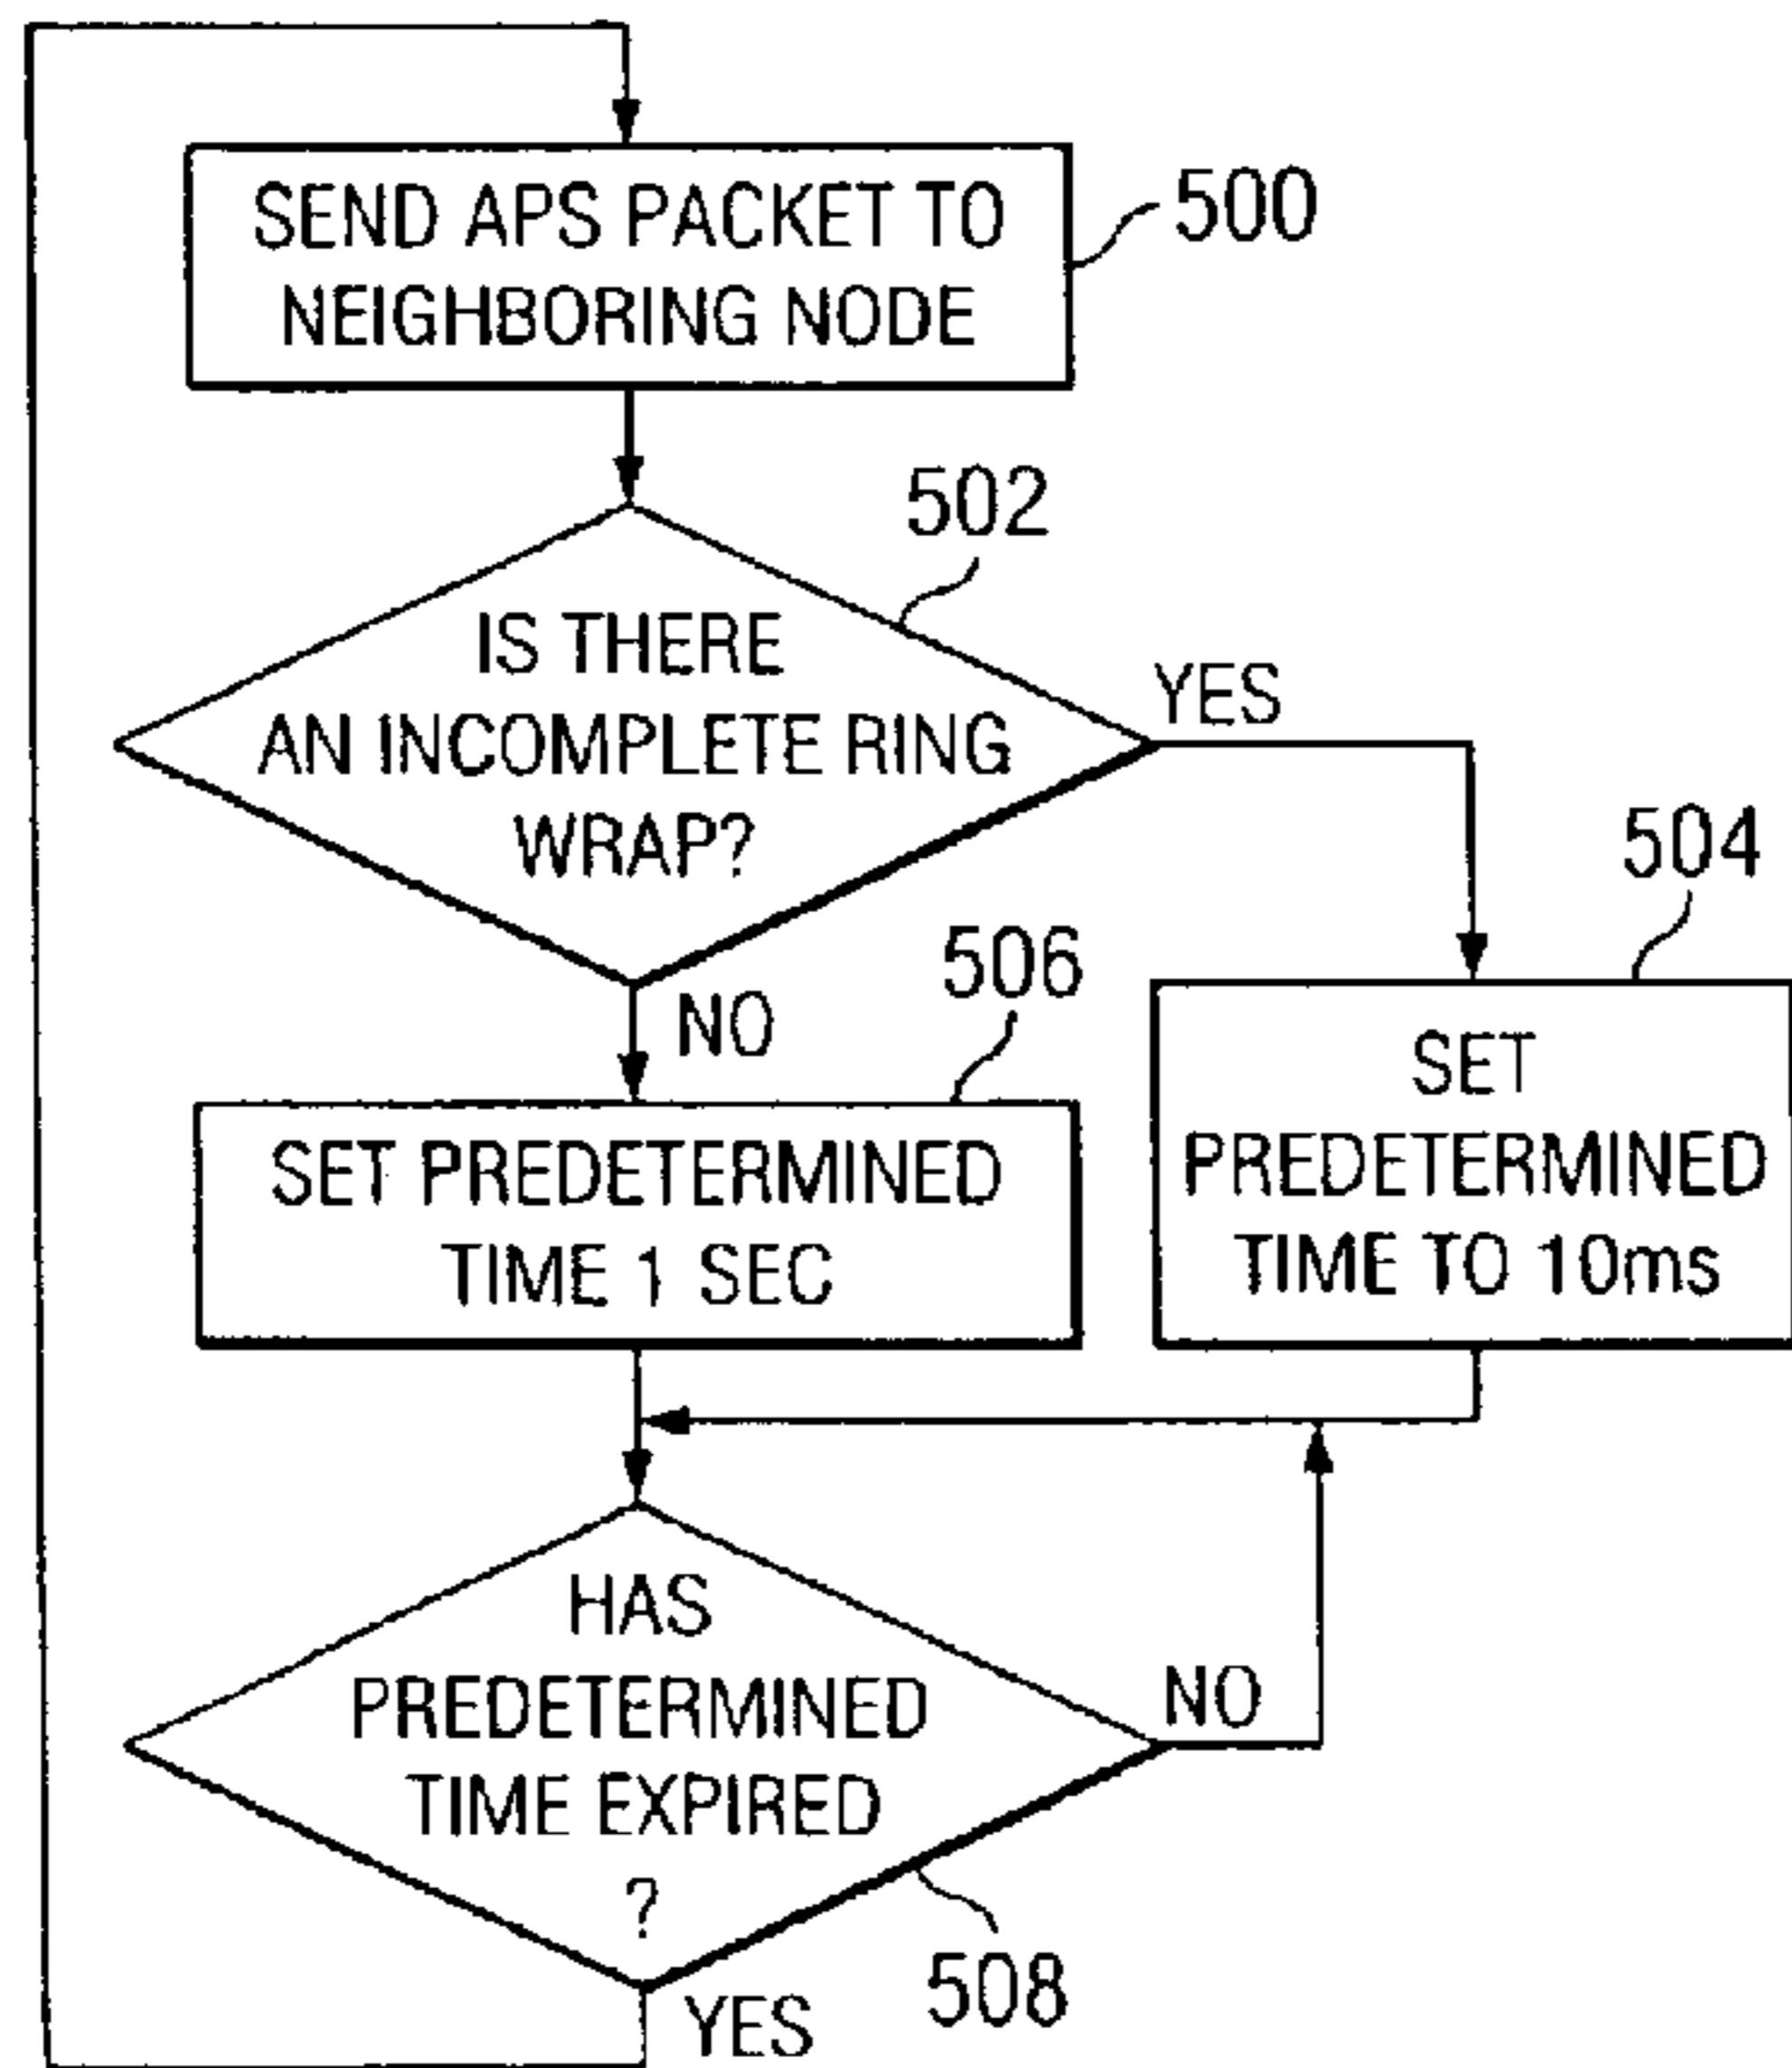 SEND APS PACKET TO
NEIGHBORING NODE
500
502
IS THERE
AN INCOMPLETE RING
WRAP?
YES
504
506
NO
SET
PREDETERMINED
TIME TO 10ms
SET PREDETERMINED
TIME 1 SEC
HAS
PREDETERMINED
TIME EXPIRED
?
NO
508
YES